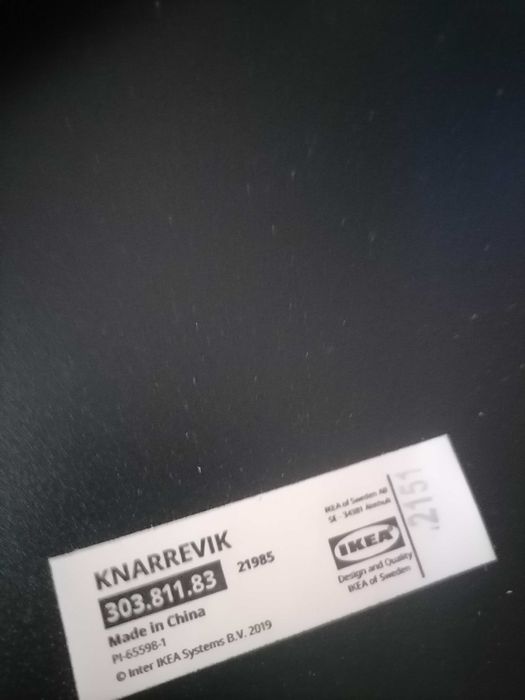 KNARREVIK
303.811.83 21985
Made in China
PI-65598-1
© Inter IKEA Systems B.V. 2019
IKEA of Sweden AB
SE - 34381 Älmhult
IKEA
Design and Quality
IKEA of Sweden
2151